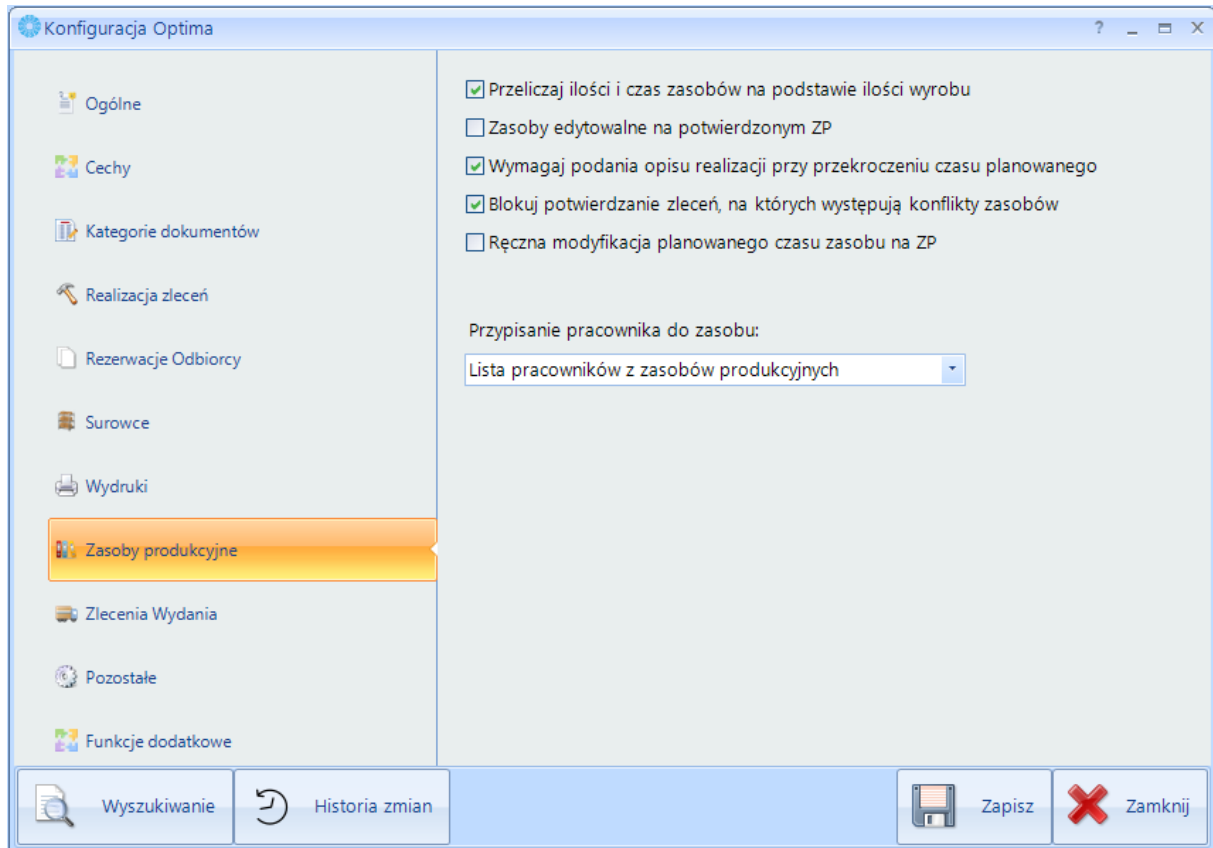 Konfiguracja Optima
Ogólne
Cechy
Kategorie dokumentów
Realizacja zleceń
Rezerwacje Odbiorcy
Surowce
Wydruki
Zasoby produkcyjne
Zlecenia Wydania
Pozostałe
Funkcje dodatkowe
Przeliczaj ilości i czas zasobów na podstawie ilości wyrobu
Zasoby edytowalne na potwierdzonym ZP
Wymagaj podania opisu realizacji przy przekroczeniu czasu planowanego
Blokuj potwierdzanie zleceń, na których występują konflikty zasobów
Ręczna modyfikacja planowanego czasu zasobu na ZP
Przypisanie pracownika do zasobu:
Lista pracowników z zasobów produkcyjnych
Wyszukiwanie
Historia zmian
Zapisz
Zamknij